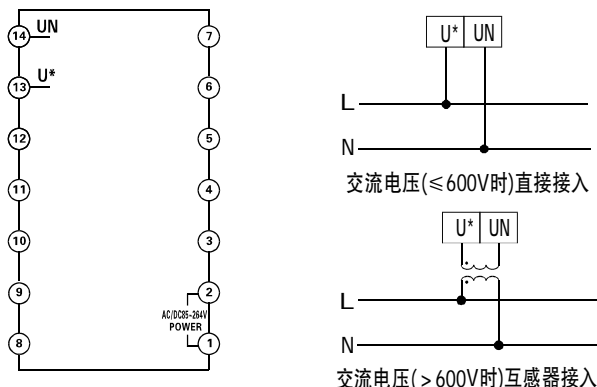 14 UN
7
13 U*
6
12
5
11
4
10
3
9
2
AC/DC85~264V
POWER
8
1
U* UN
L
N
交流电压(≤600V时)直接接入
U* UN
L
N
交流电压(>600V时)互感器接入